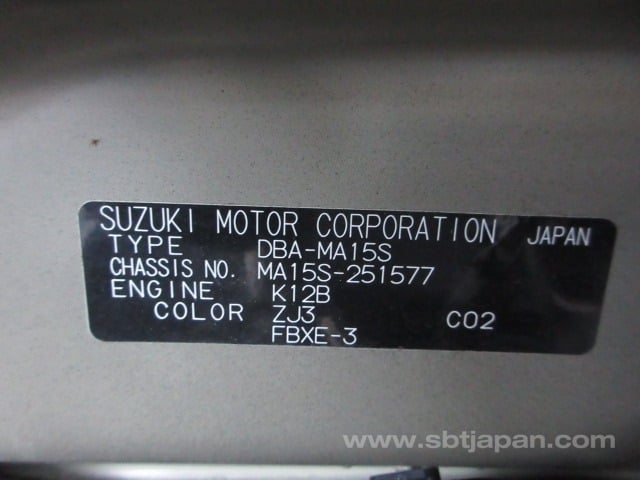 SUZUKI MOTOR CORPORATION JAPAN
TYPE DBA-MA15S
CHASSIS NO. MA15S-251577
ENGINE K12B
COLOR ZJ3 C02
FBXE-3
www.sbtjapan.com